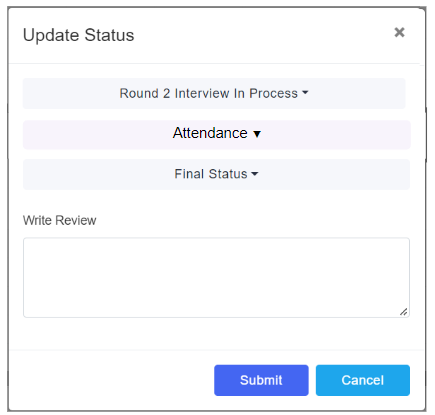 Update Status
Round 2 Interview In Process
Attendance
Final Status
Write Review
Submit
Cancel